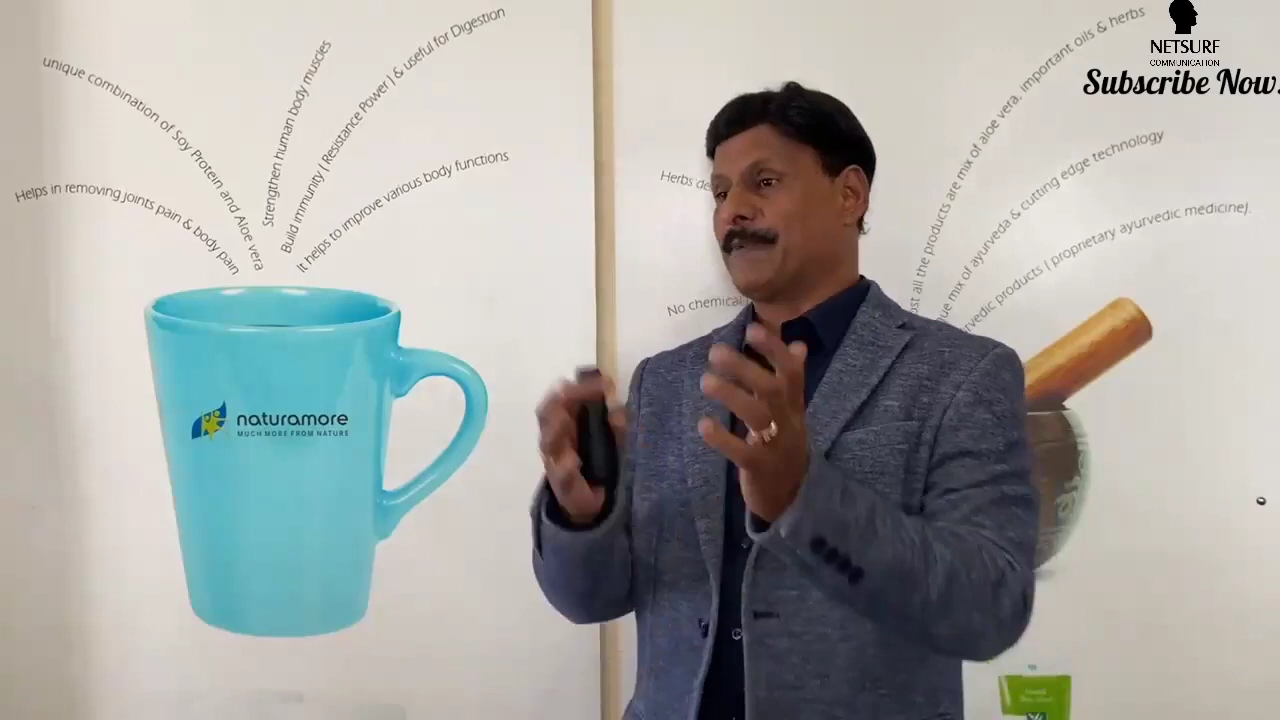 unique combination of Soy Protein and Aloe vera
Helps in removing joints pain & body pain
Strengthen human body muscles
Build immunity ( Resistance Power ) & useful for Digestion
It helps to improve various body functions
naturamore
MUCH MORE FROM NATURE
Herbs
No chemical
all the products are mix of aloe vera, important oils & herbs
mix of ayurveda & cutting edge technology
products ( proprietary ayurvedic medicine).
NETSURF
COMMUNICATION
Subscribe Now.